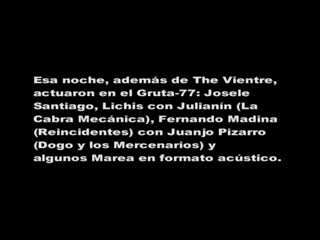 Esa noche, además de The Vientre,
actuaron en el Gruta-77: Josele
Santiago, Lichis con Julianín (La
Cabra Mecánica), Fernando Madina
(Reincidentes) con Juanjo Pizarro
(Dogo y los Mercenarios) y
algunos Marea en formato acústico.